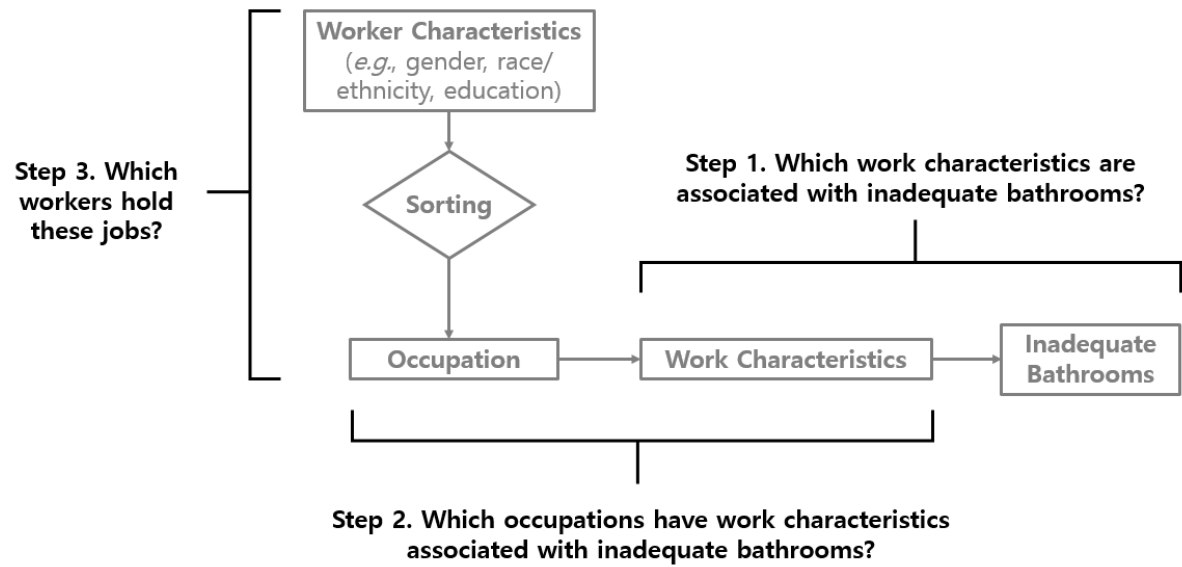 Worker Characteristics
(e.g., gender, race/
ethnicity, education)
Step 3. Which
workers hold
these jobs?
Sorting
Step 1. Which work characteristics are
associated with inadequate bathrooms?
Occupation
Work Characteristics
Inadequate
Bathrooms
Step 2. Which occupations have work characteristics
associated with inadequate bathrooms?